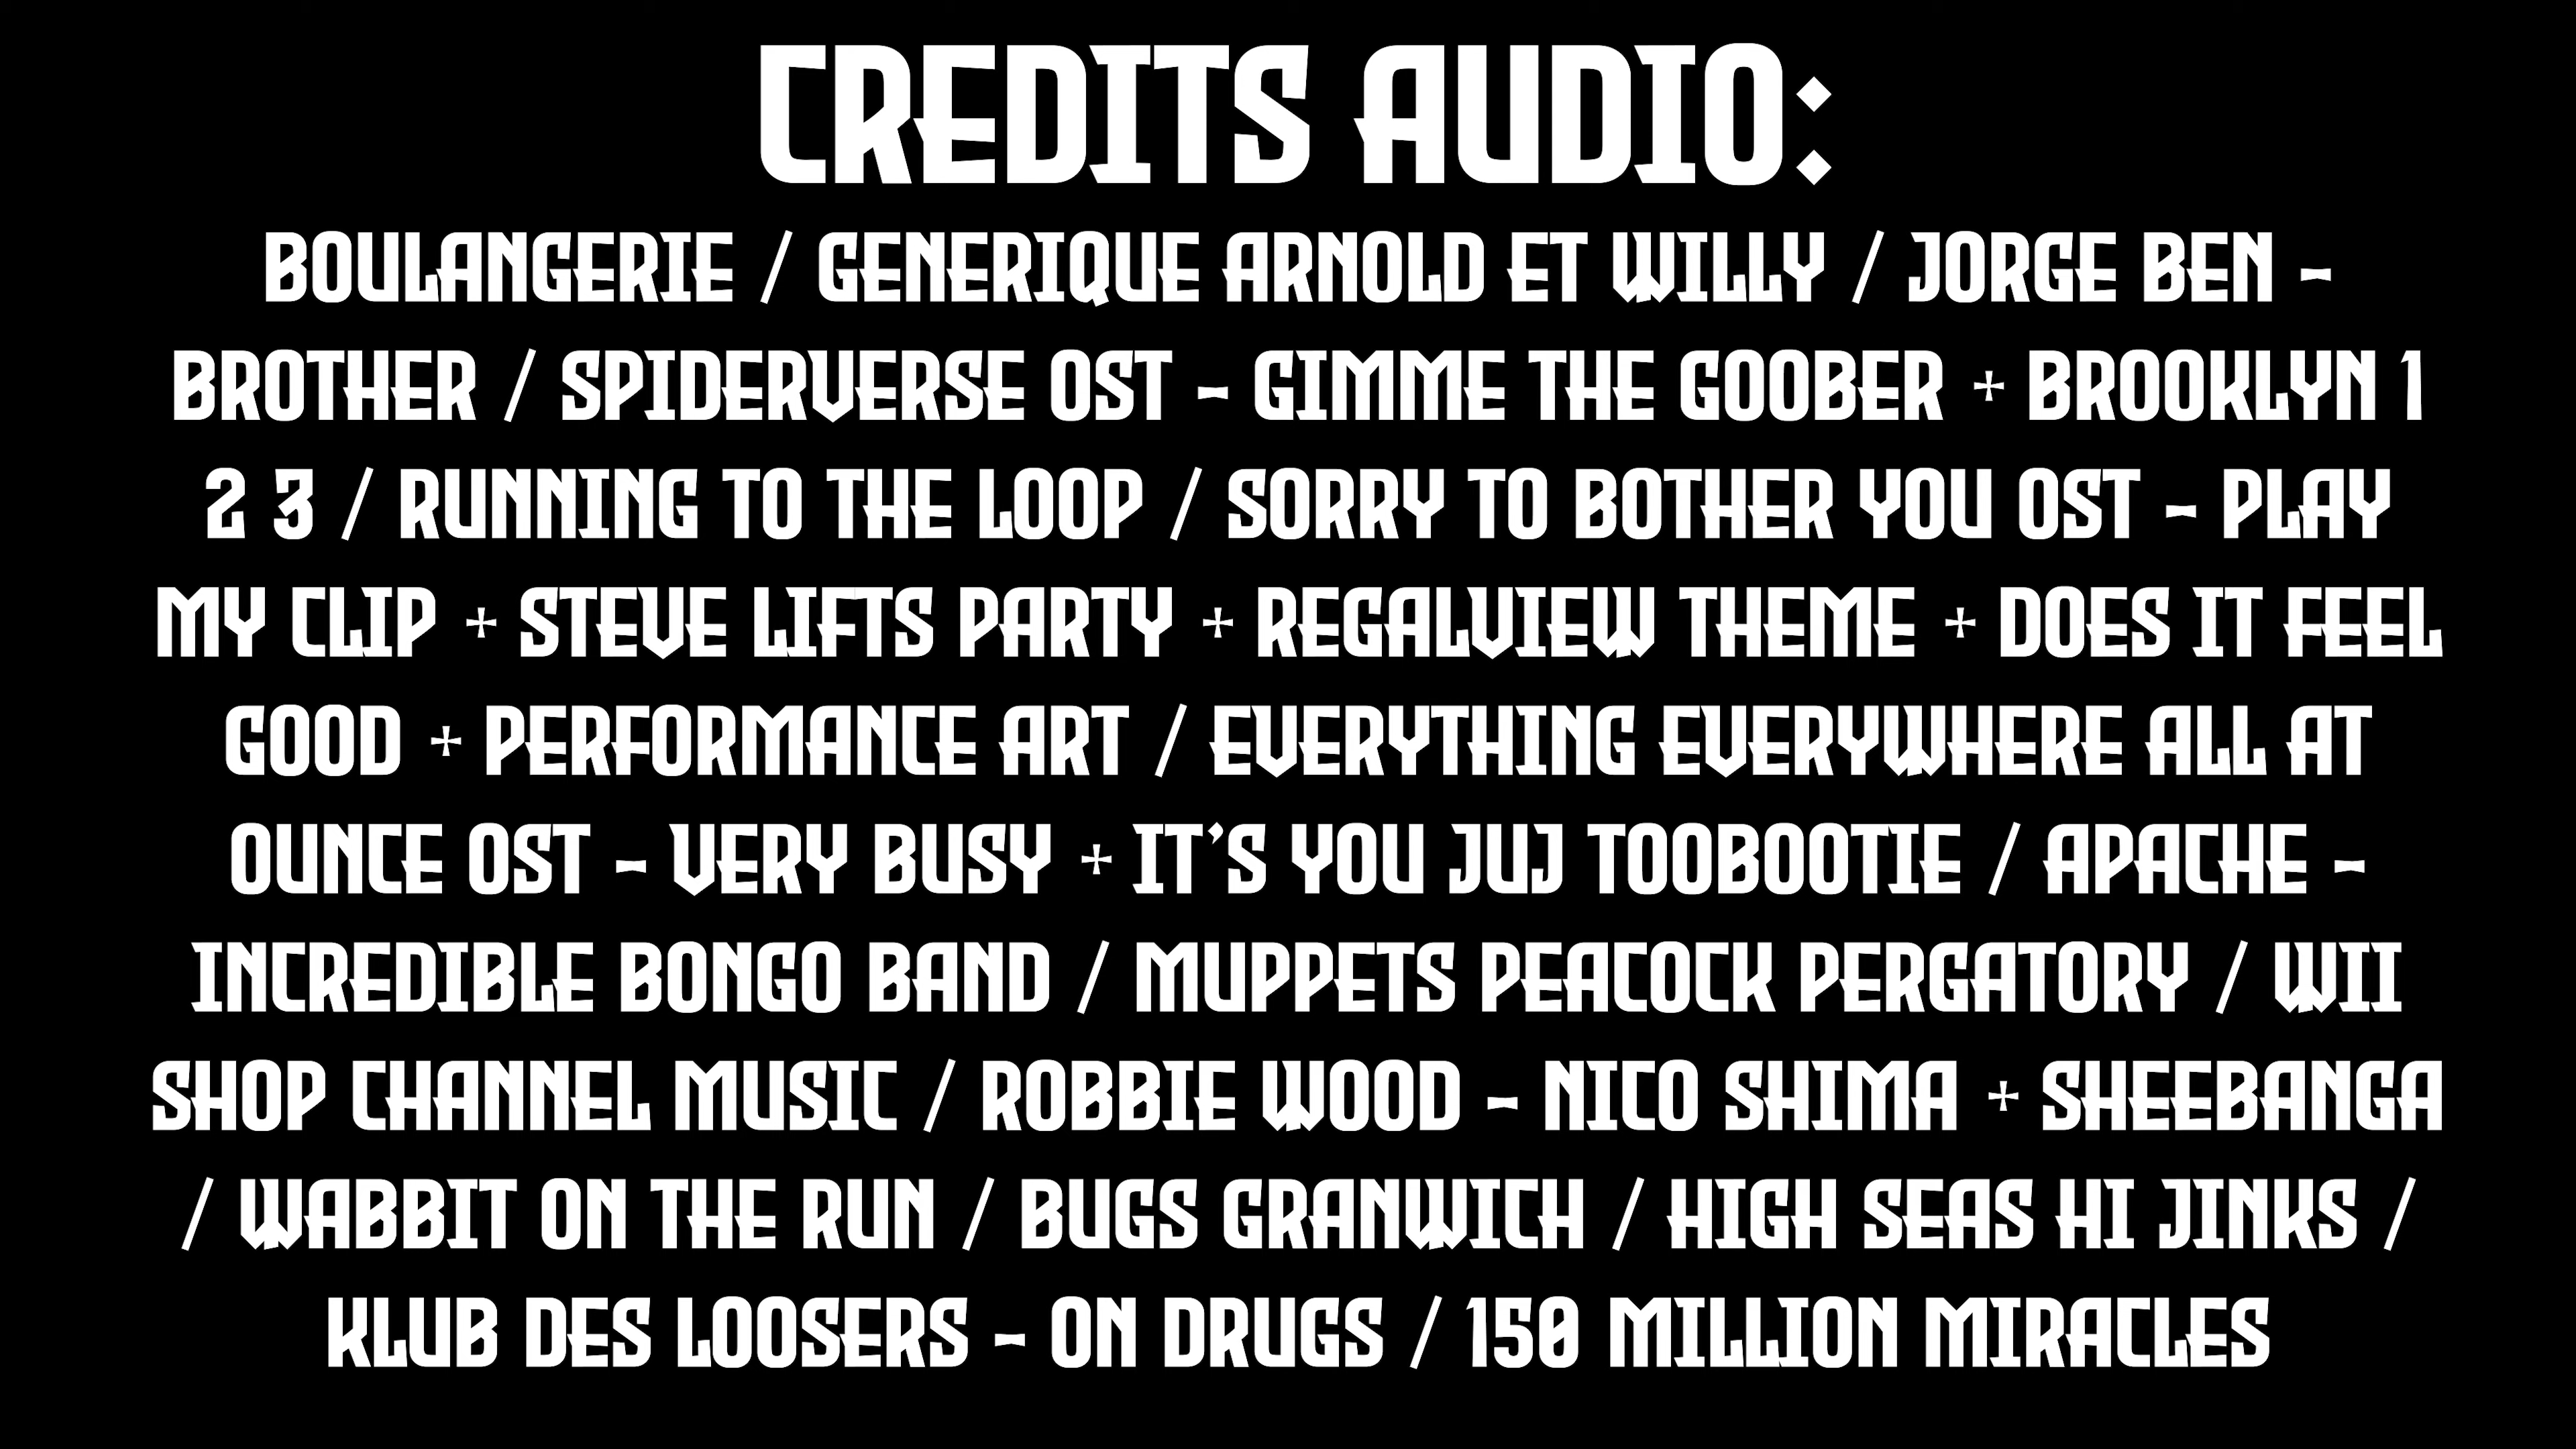 CREDITS AUDIO:
BOULANGERIE / GENERIQUE ARNOLD ET WILLY / JORGE BEN -
BROTHER / SPIDERVERSE OST - GIMME THE GOOBER + BROOKLYN 1
2 3 / RUNNING TO THE LOOP / SORRY TO BOTHER YOU OST - PLAY
MY CLIP + STEVE LIFTS PARTY + REGALVIEW THEME + DOES IT FEEL
GOOD + PERFORMANCE ART / EVERYTHING EVERYWHERE ALL AT
OUNCE OST - VERY BUSY + IT'S YOU JUJ TOOBOOTIE / APACHE -
INCREDIBLE BONGO BAND / MUPPETS PEACOCK PERGATORY / WII
SHOP CHANNEL MUSIC / ROBBIE WOOD - NICO SHIMA + SHEEBANGA
/ WABBIT ON THE RUN / BUGS GRANWICH / HIGH SEAS HI JINKS /
KLUB DES LOOSERS - ON DRUGS / 150 MILLION MIRACLES